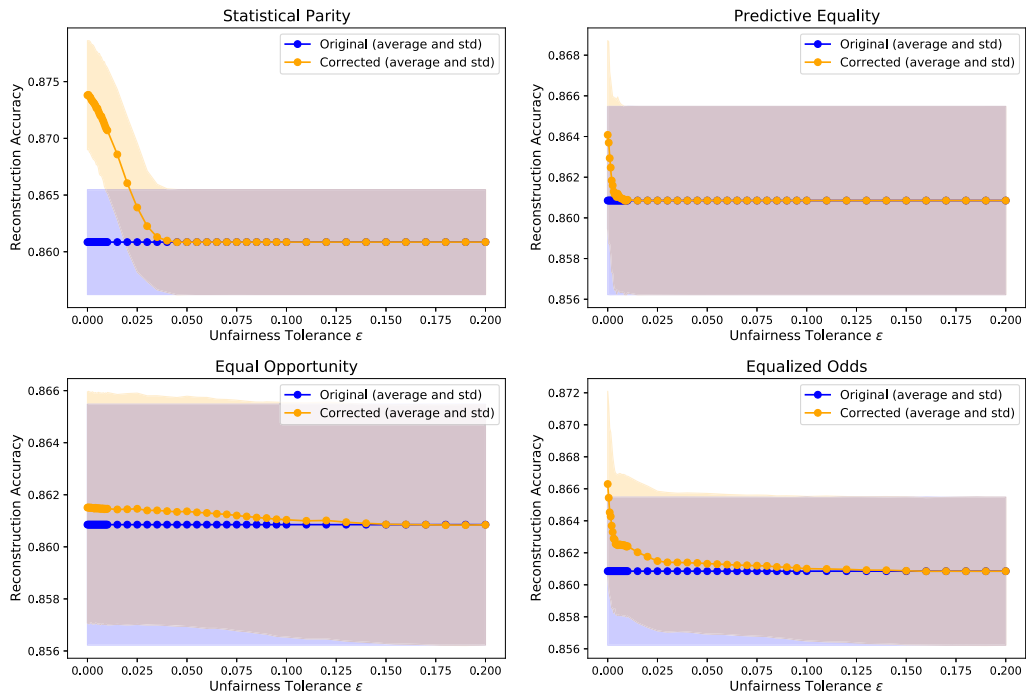 Statistical Parity
Original (average and std)
Corrected (average and std)
Reconstruction Accuracy
0.875
0.870
0.865
0.860
0.000 0.025 0.050 0.075 0.100 0.125 0.150 0.175 0.200
Unfairness Tolerance ε
Predictive Equality
Original (average and std)
Corrected (average and std)
Reconstruction Accuracy
0.868
0.866
0.864
0.862
0.860
0.858
0.856
0.000 0.025 0.050 0.075 0.100 0.125 0.150 0.175 0.200
Unfairness Tolerance ε
Equal Opportunity
Original (average and std)
Corrected (average and std)
Reconstruction Accuracy
0.866
0.864
0.862
0.860
0.858
0.856
0.000 0.025 0.050 0.075 0.100 0.125 0.150 0.175 0.200
Unfairness Tolerance ε
Equalized Odds
Original (average and std)
Corrected (average and std)
Reconstruction Accuracy
0.872
0.870
0.868
0.866
0.864
0.862
0.860
0.858
0.856
0.000 0.025 0.050 0.075 0.100 0.125 0.150 0.175 0.200
Unfairness Tolerance ε